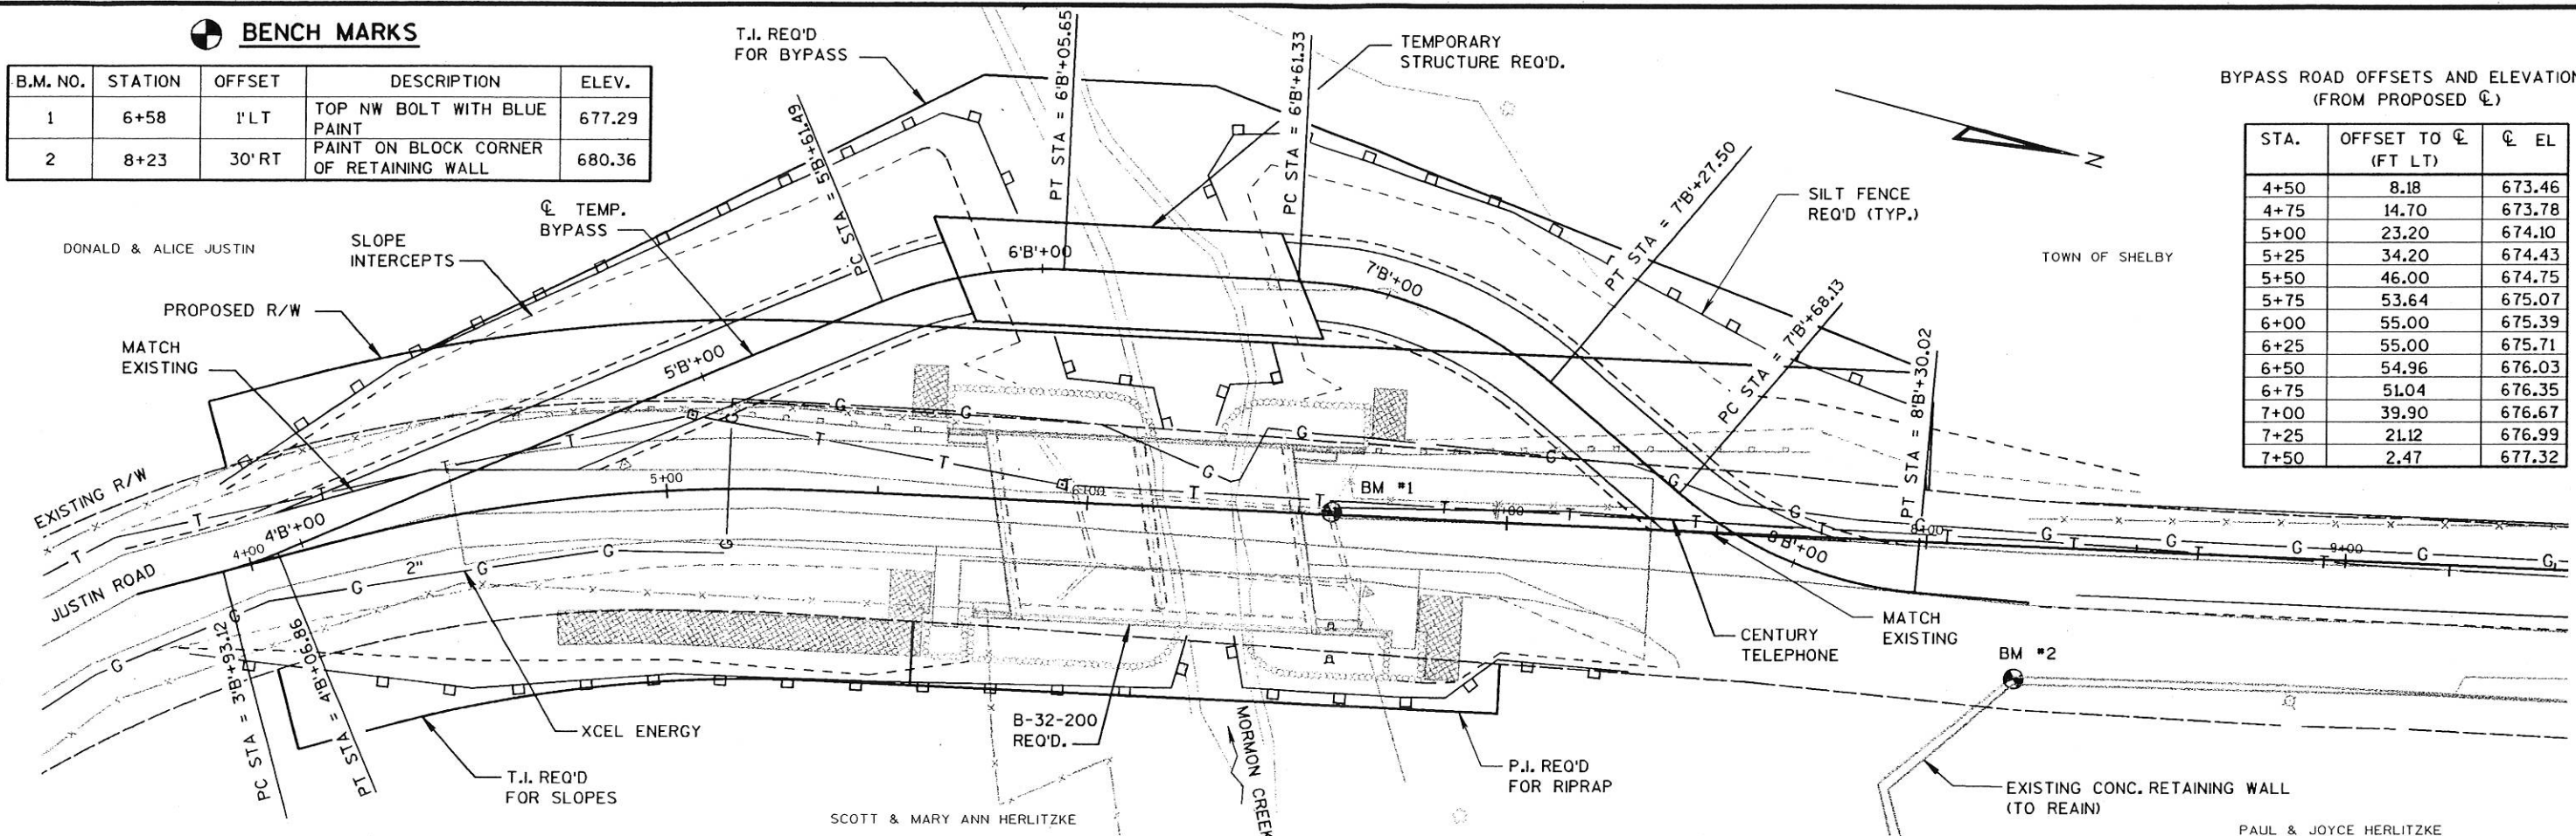 BENCH MARKS
B.M. NO. STATION OFFSET DESCRIPTION ELEV.
1 6+58 1' LT TOP NW BOLT WITH BLUE PAINT 677.29
2 8+23 30' RT PAINT ON BLOCK CORNER OF RETAINING WALL 680.36
T.I. REQ'D
FOR BYPASS
PT STA = 6'B'+05.65
PC STA = 6'B'+61.33
TEMPORARY
STRUCTURE REQ'D.
BYPASS ROAD OFFSETS AND ELEVATION
(FROM PROPOSED ℄)
STA. OFFSET TO ℄ (FT LT) ℄ EL
4+50 8.18 673.46
4+75 14.70 673.78
5+00 23.20 674.10
5+25 34.20 674.43
5+50 46.00 674.75
5+75 53.64 675.07
6+00 55.00 675.39
6+25 55.00 675.71
6+50 54.96 676.03
6+75 51.04 676.35
7+00 39.90 676.67
7+25 21.12 676.99
7+50 2.47 677.32
N
PC STA = 5'B'+61.49
PT STA = 7'B'+27.50
SILT FENCE
REQ'D (TYP.)
TOWN OF SHELBY
℄ TEMP.
BYPASS
DONALD & ALICE JUSTIN
SLOPE
INTERCEPTS
PROPOSED R/W
MATCH
EXISTING
6'B'+00
7'B'+00
5'B'+00
PC STA = 7'B'+68.13
PT STA = 8'B'+30.02
EXISTING R/W
4'B'+00
4+00
5+00
6+00
BM #1
7+00
8+00
9+00
8'B'+00
JUSTIN ROAD
2"
T T T T T T T T T T T T T T T T T
G G G G G G G G G G G G G G G G G G G
PC STA = 3'B'+93.12
PT STA = 4'B'+06.86
XCEL ENERGY
T.I. REQ'D
FOR SLOPES
B-32-200
REQ'D.
MORMON CREEK
CENTURY
TELEPHONE
MATCH
EXISTING
BM #2
P.I. REQ'D
FOR RIPRAP
EXISTING CONC. RETAINING WALL
(TO REAIN)
SCOTT & MARY ANN HERLITZKE
PAUL & JOYCE HERLITZKE